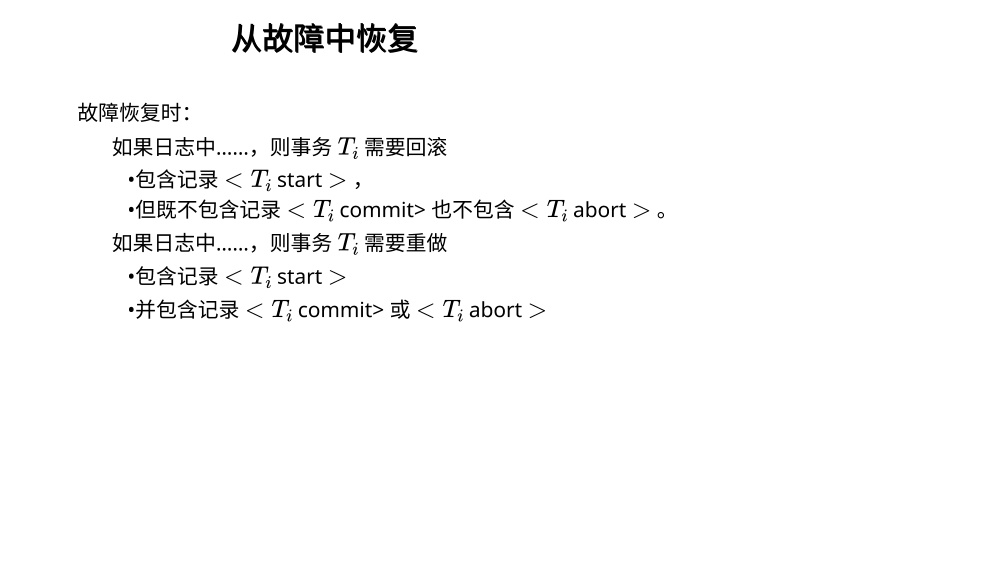 从故障中恢复
故障恢复时：
如果日志中……，则事务 T_i 需要回滚
•包含记录 < T_i start >，
•但既不包含记录 < T_i commit> 也不包含 < T_i abort >。
如果日志中……，则事务 T_i 需要重做
•包含记录 < T_i start >
•并包含记录 < T_i commit> 或 < T_i abort >